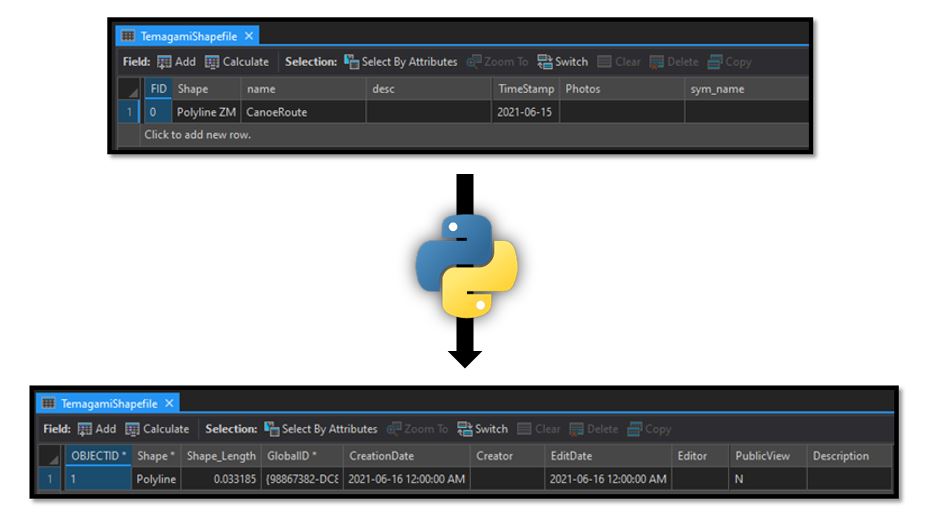 TemagamiShapefile ×
Field: Add Calculate Selection: Select By Attributes Zoom To Switch Clear Delete Copy
FID Shape name desc TimeStamp Photos sym_name
1 0 Polyline ZM CanoeRoute 2021-06-15
Click to add new row.
TemagamiShapefile ×
Field: Add Calculate Selection: Select By Attributes Zoom To Switch Clear Delete Copy
OBJECTID * Shape * Shape_Length GlobalID * CreationDate Creator EditDate Editor PublicView Description
1 1 Polyline 0.033185 {98867382-DC8 2021-06-16 12:00:00 AM 2021-06-16 12:00:00 AM N